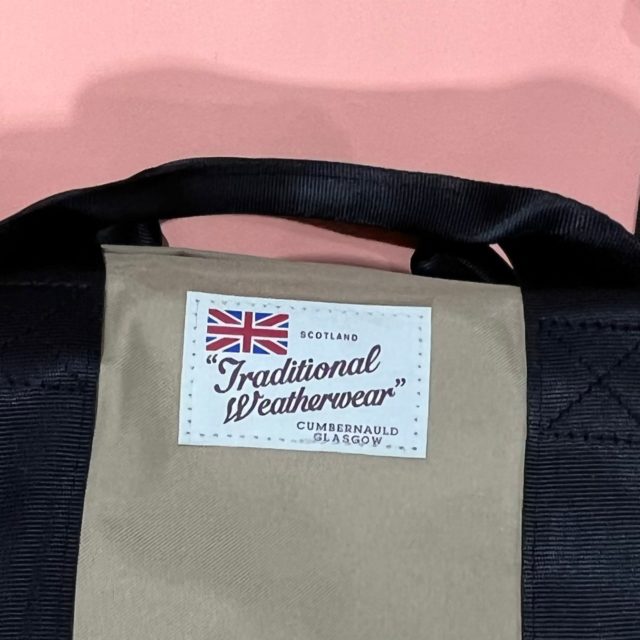 SCOTLAND
"Traditional
Weatherwear"
CUMBERNAULD
GLASGOW